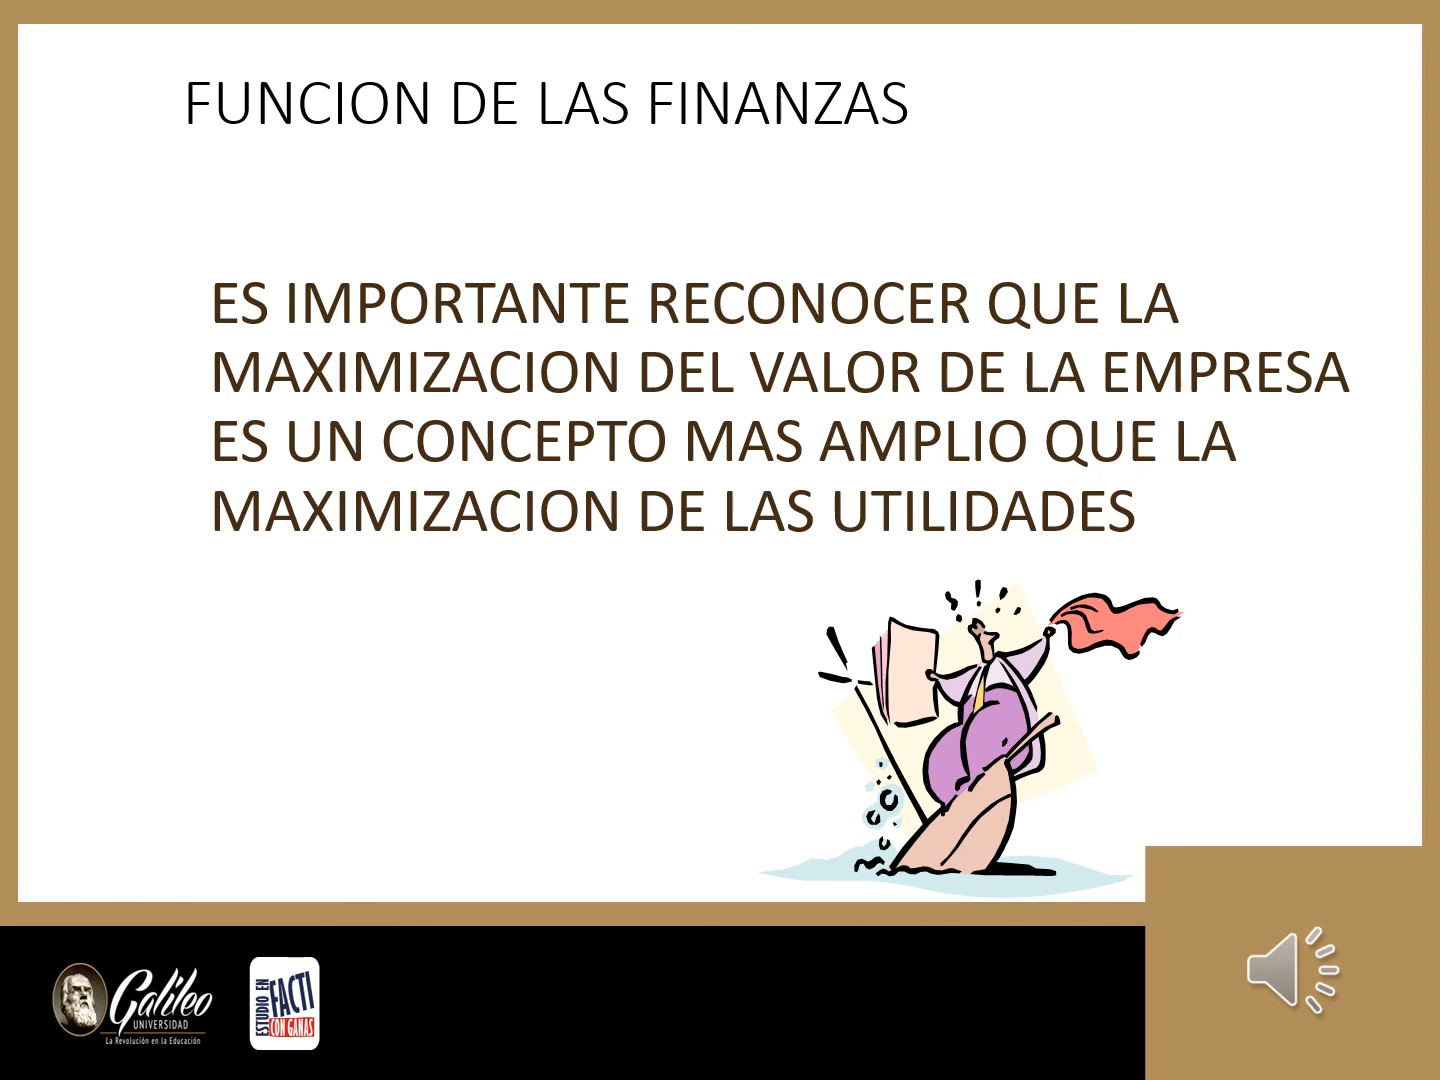 FUNCION DE LAS FINANZAS
ES IMPORTANTE RECONOCER QUE LA
MAXIMIZACION DEL VALOR DE LA EMPRESA
ES UN CONCEPTO MAS AMPLIO QUE LA
MAXIMIZACION DE LAS UTILIDADES
Galileo
UNIVERSIDAD
La Revolución en la Educación
ESTUDIO EN
FACTI
CON GANAS